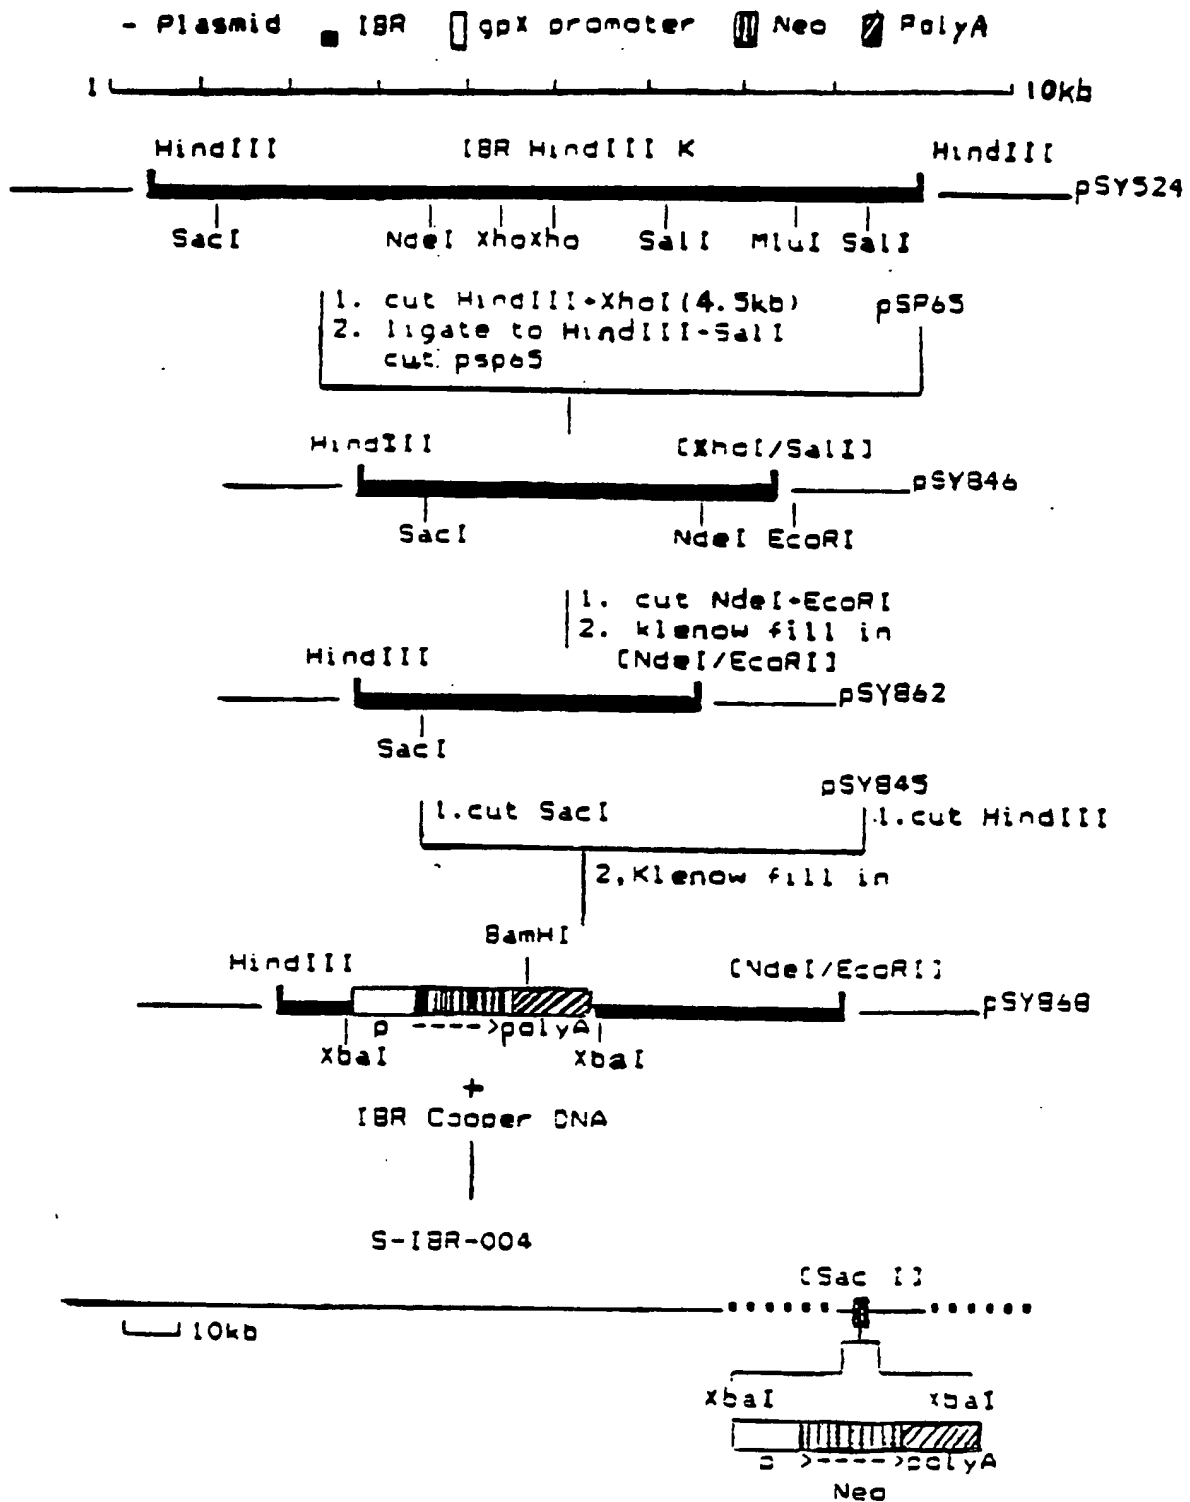 - Plasmid IBR gpX promoter Neo PolyA
1 10kb
HindIII IBR HindIII K HindIII
pSY524
SacI NdeI XhoXho SalI MluI SalI
1. cut HindIII+XhoI(4.5kb) pSP65
2. ligate to HindIII-SalI
cut psp65
HindIII [XhoI/SalI]
pSY846
SacI NdeI EcoRI
1. cut NdeI+EcoRI
2. klenow fill in
HindIII [NdeI/EcoRI]
pSY862
SacI
pSY845
1.cut SacI 1.cut HindIII
2,Klenow fill in
BamHI
HindIII [NdeI/EcoRI]
pSY868
p ---->polyA
XbaI XbaI
+
IBR Cooper DNA
S-IBR-004
[Sac I]
10kb
XbaI XbaI
p >---->polyA
Neo